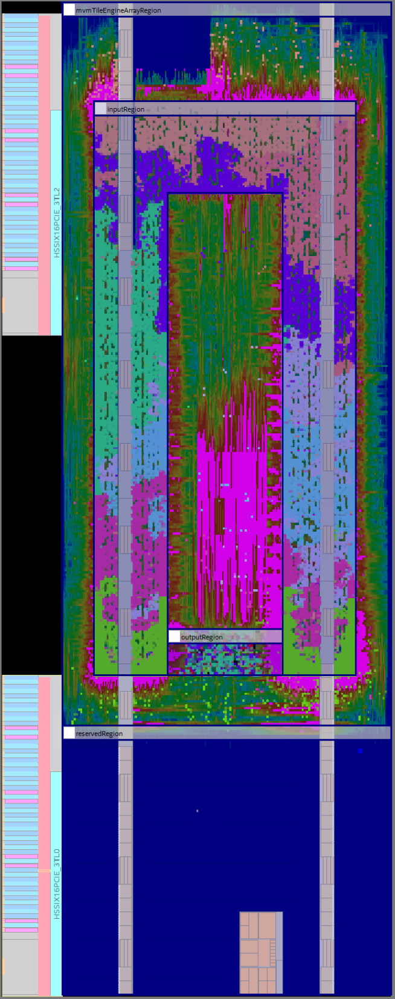 mvmTileEngineArrayRegion
inputRegion
HSSIX16PCIE_3TL2
outputRegion
reservedRegion
HSSIX16PCIE_3TL0